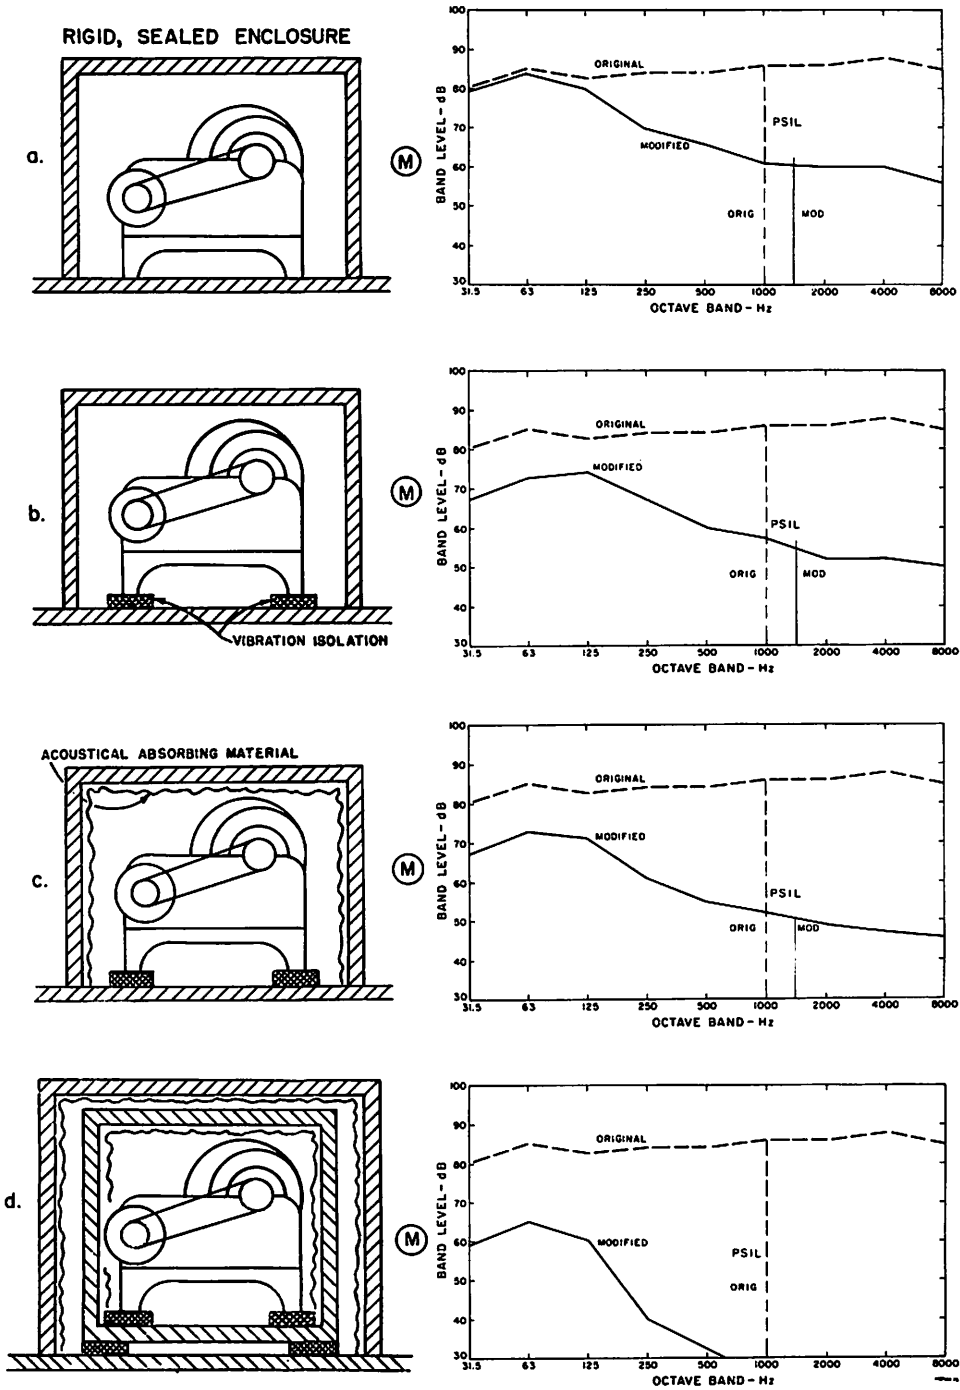 RIGID, SEALED ENCLOSURE
a.
M
100
90
80
70
60
50
40
30
BAND LEVEL - dB
ORIGINAL
MODIFIED
PSIL
ORIG
MOD
31.5 63 125 250 500 1000 2000 4000 8000
OCTAVE BAND - Hz
b.
VIBRATION ISOLATION
M
100
90
80
70
60
50
40
30
BAND LEVEL - dB
ORIGINAL
MODIFIED
PSIL
ORIG
MOD
31.5 63 125 250 500 1000 2000 4000 8000
OCTAVE BAND - Hz
ACOUSTICAL ABSORBING MATERIAL
c.
M
100
90
80
70
60
50
40
30
BAND LEVEL - dB
ORIGINAL
MODIFIED
PSIL
ORIG
MOD
31.5 63 125 250 500 1000 2000 4000 8000
OCTAVE BAND - Hz
d.
M
100
90
80
70
60
50
40
30
BAND LEVEL - dB
ORIGINAL
MODIFIED
PSIL
ORIG
31.5 63 125 250 500 1000 2000 4000 8000
OCTAVE BAND - Hz